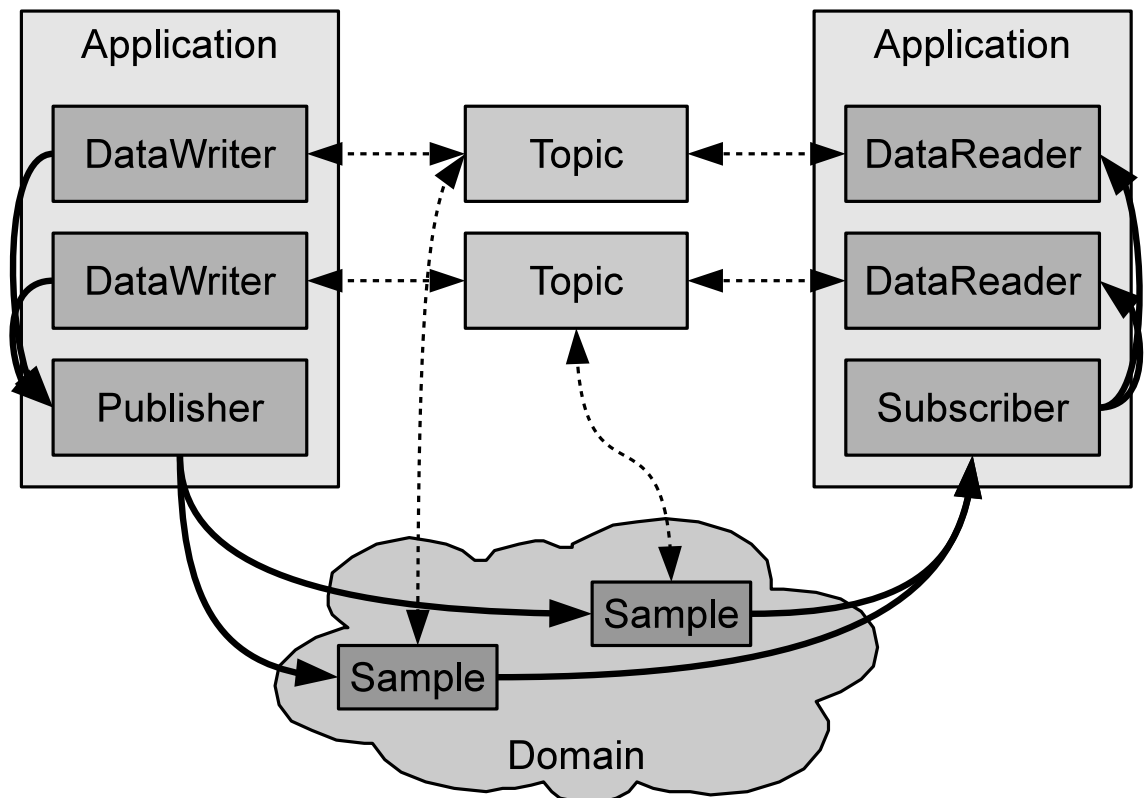 Application
Application
DataWriter
Topic
DataReader
DataWriter
Topic
DataReader
Publisher
Subscriber
Sample
Sample
Domain